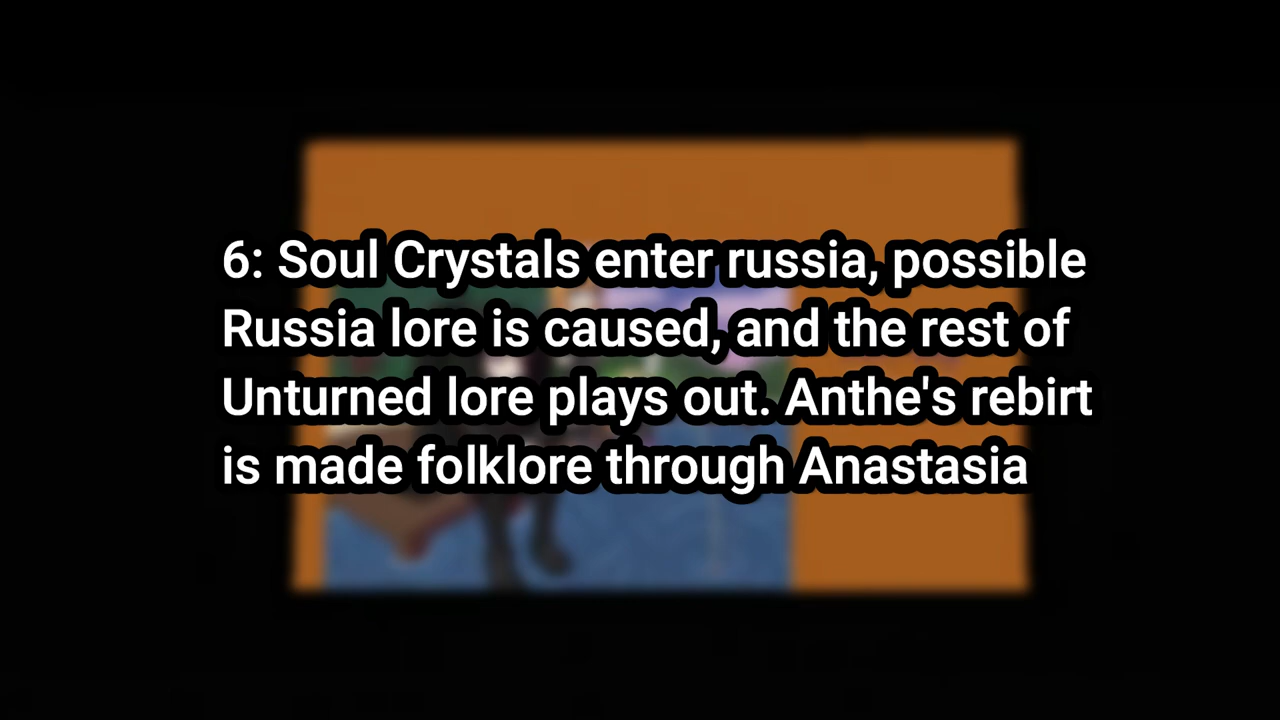 6: Soul Crystals enter russia, possible
Russia lore is caused, and the rest of
Unturned lore plays out. Anthe's rebirt
is made folklore through Anastasia